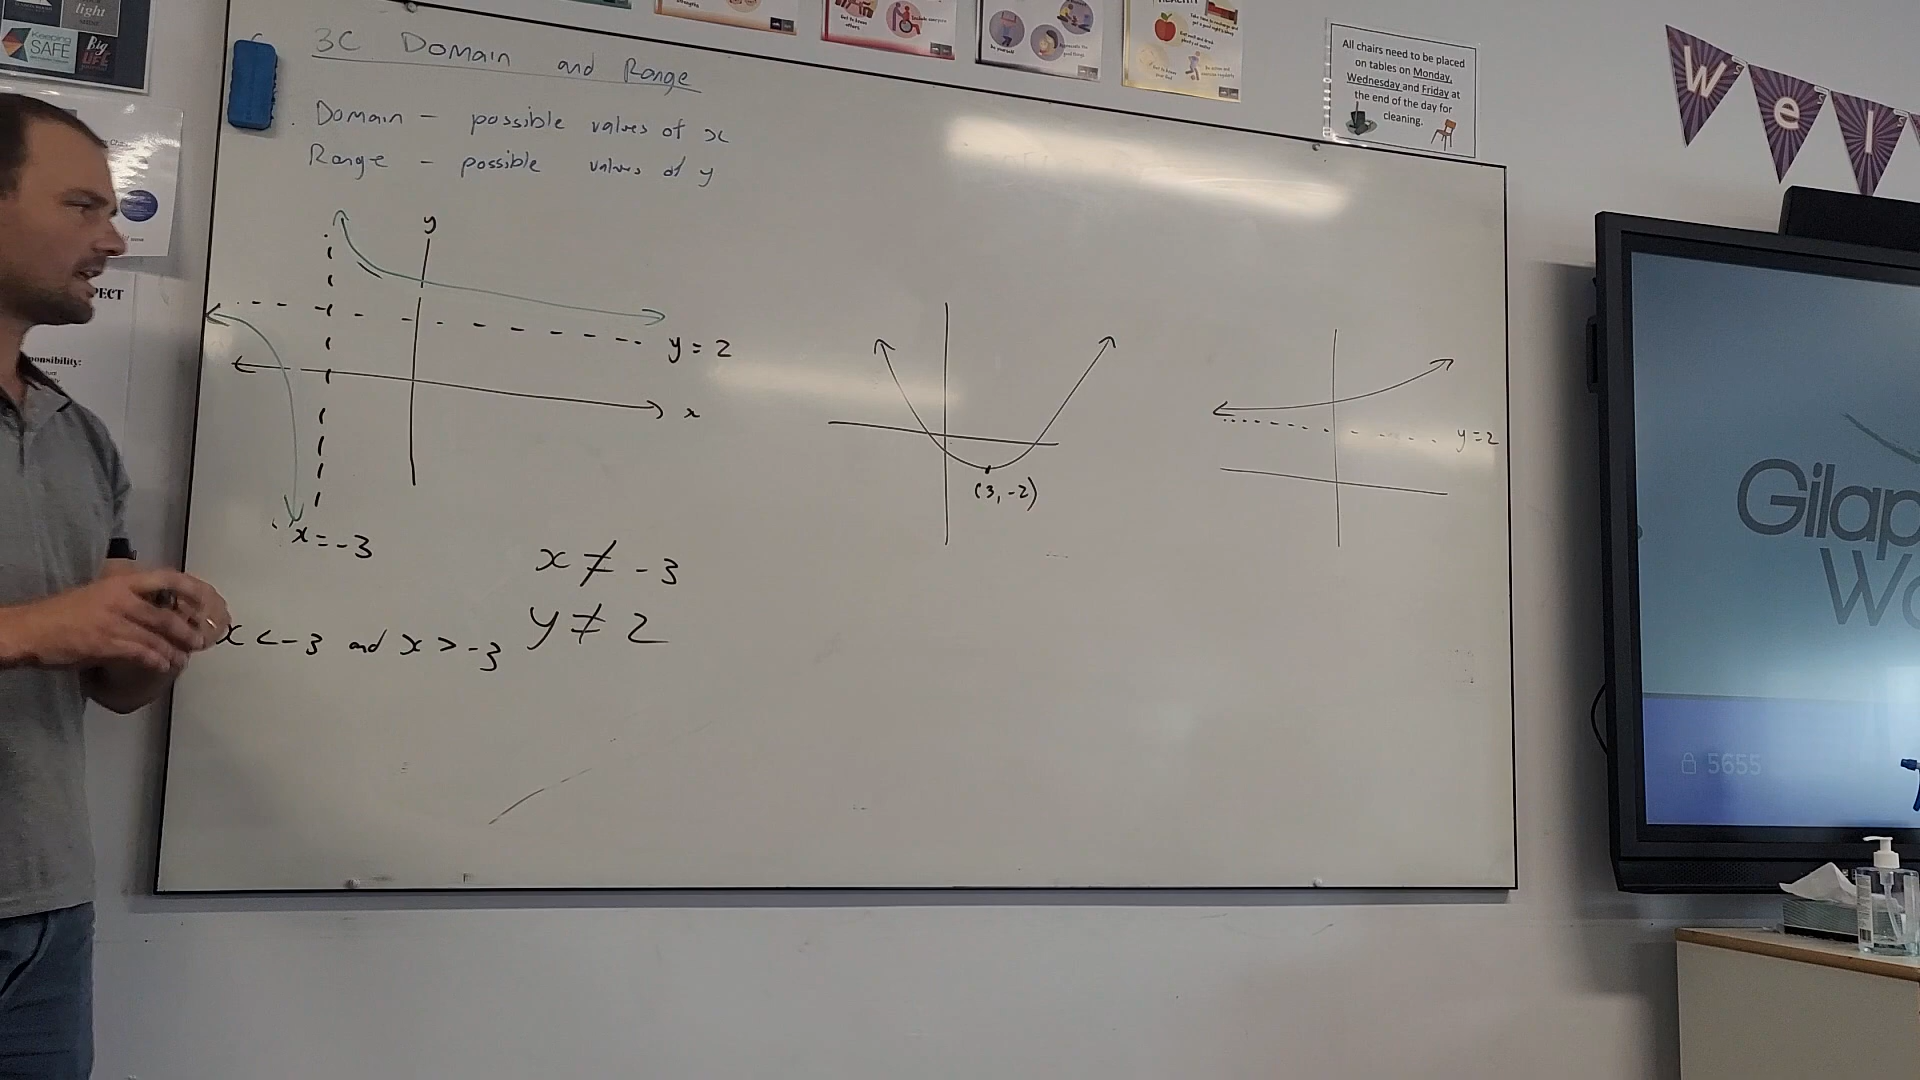 light
Keeping
SAFE
Big
LIFE
3C Domain and Range
Domain – possible values of x
Range – possible values of y
y
y = 2
x
x = -3
x ≠ -3
y ≠ 2
x < -3 and x > -3
(3, -2)
y = 2
All chairs need to be placed
on tables on Monday,
Wednesday and Friday at
the end of the day for
cleaning.
Wel
Gilap
5655